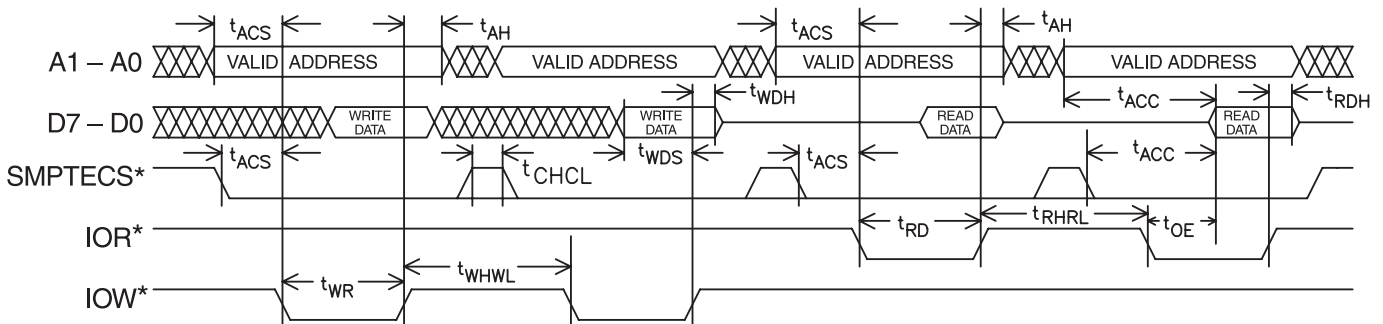 tACS tAH tACS tAH
A1 – A0 VALID ADDRESS VALID ADDRESS VALID ADDRESS VALID ADDRESS
tWDH tACC tRDH
D7 – D0 WRITE DATA WRITE DATA READ DATA READ DATA
tACS tWDS tACS tACC
SMPTECS* tCHCL
IOR* tRD tRHRL tOE
IOW* tWR tWHWL